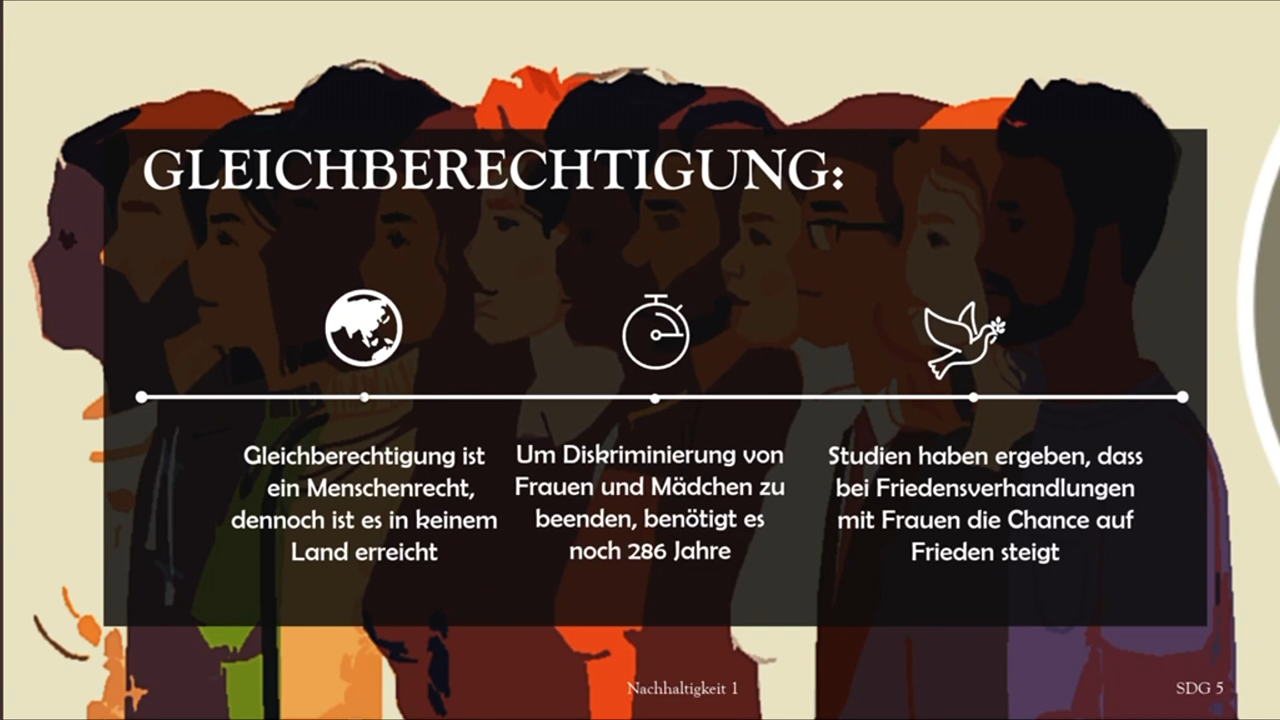 GLEICHBERECHTIGUNG:
Gleichberechtigung ist
ein Menschenrecht,
dennoch ist es in keinem
Land erreicht
Um Diskriminierung von
Frauen und Mädchen zu
beenden, benötigt es
noch 286 Jahre
Studien haben ergeben, dass
bei Friedensverhandlungen
mit Frauen die Chance auf
Frieden steigt
Nachhaltigkeit 1
SDG 5